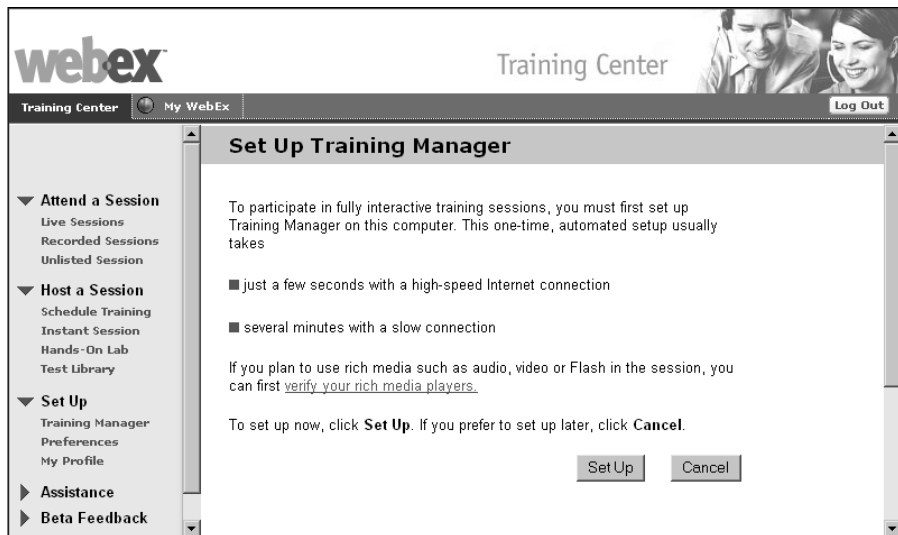 webex
Training Center
Training Center
My WebEx
Log Out
Attend a Session
Live Sessions
Recorded Sessions
Unlisted Session
Host a Session
Schedule Training
Instant Session
Hands-On Lab
Test Library
Set Up
Training Manager
Preferences
My Profile
Assistance
Beta Feedback
Set Up Training Manager
To participate in fully interactive training sessions, you must first set up
Training Manager on this computer. This one-time, automated setup usually
takes
just a few seconds with a high-speed Internet connection
several minutes with a slow connection
If you plan to use rich media such as audio, video or Flash in the session, you
can first verify your rich media players.
To set up now, click Set Up. If you prefer to set up later, click Cancel.
Set Up
Cancel